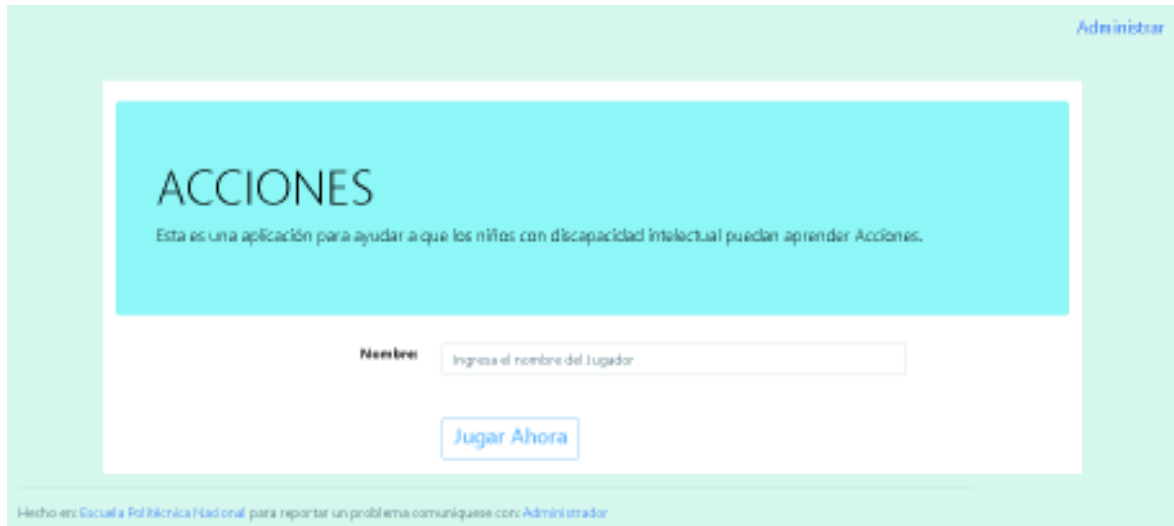 Administrar
ACCIONES
Esta es una aplicación para ayudar a que los niños con discapacidad intelectual puedan aprender Acciones.
Nombre:
Ingresa el nombre del Jugador
Jugar Ahora
Hecho en: Escuela Politécnica Nacional para reportar un problema comuníquese con: Administrador